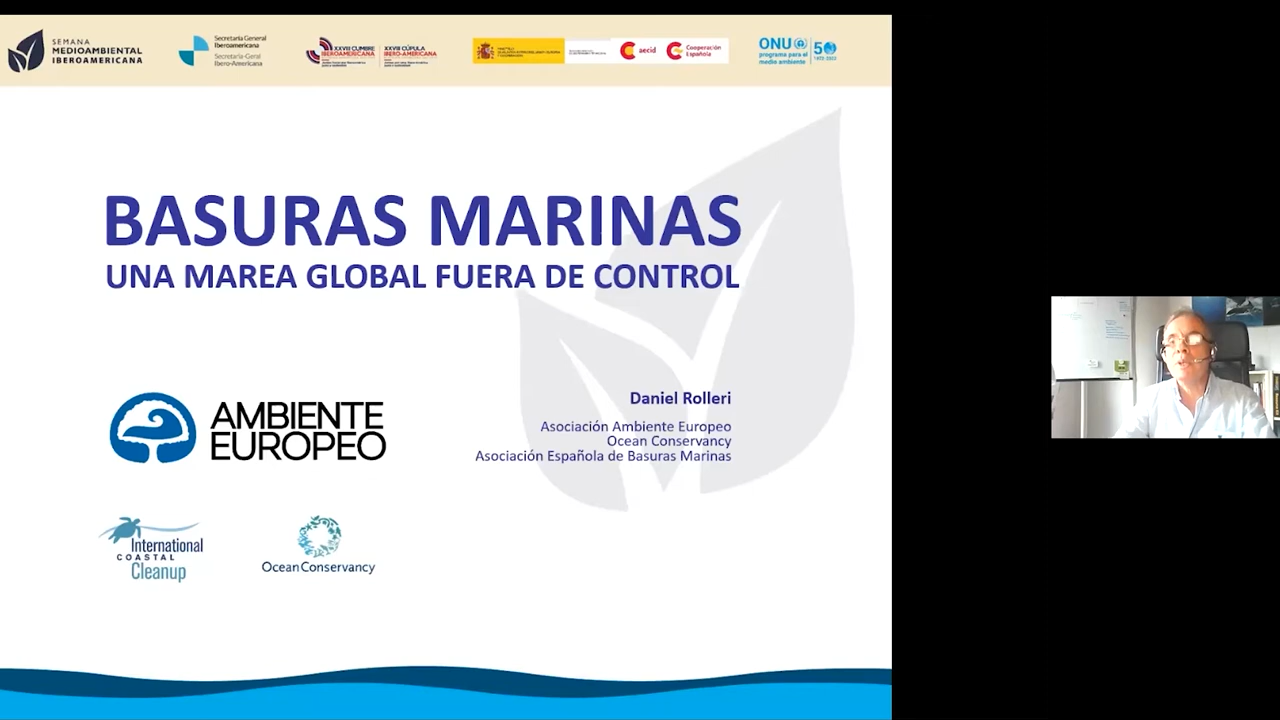 SEMANA
MEDIOAMBIENTAL
IBEROAMERICANA
Secretaría General
Iberoamericana
Secretaria-Geral
Ibero-Americana
XXVIII CUMBRE
IBEROAMERICANA
XXVIII CÚPULA
IBERO-AMERICANA
aecid
Cooperación
Española
ONU
programa para el
medio ambiente
50
1972-2022
BASURAS MARINAS
UNA MAREA GLOBAL FUERA DE CONTROL
AMBIENTE
EUROPEO
Daniel Rolleri
Asociación Ambiente Europeo
Ocean Conservancy
Asociación Española de Basuras Marinas
International
COASTAL
Cleanup
OceanConservancy